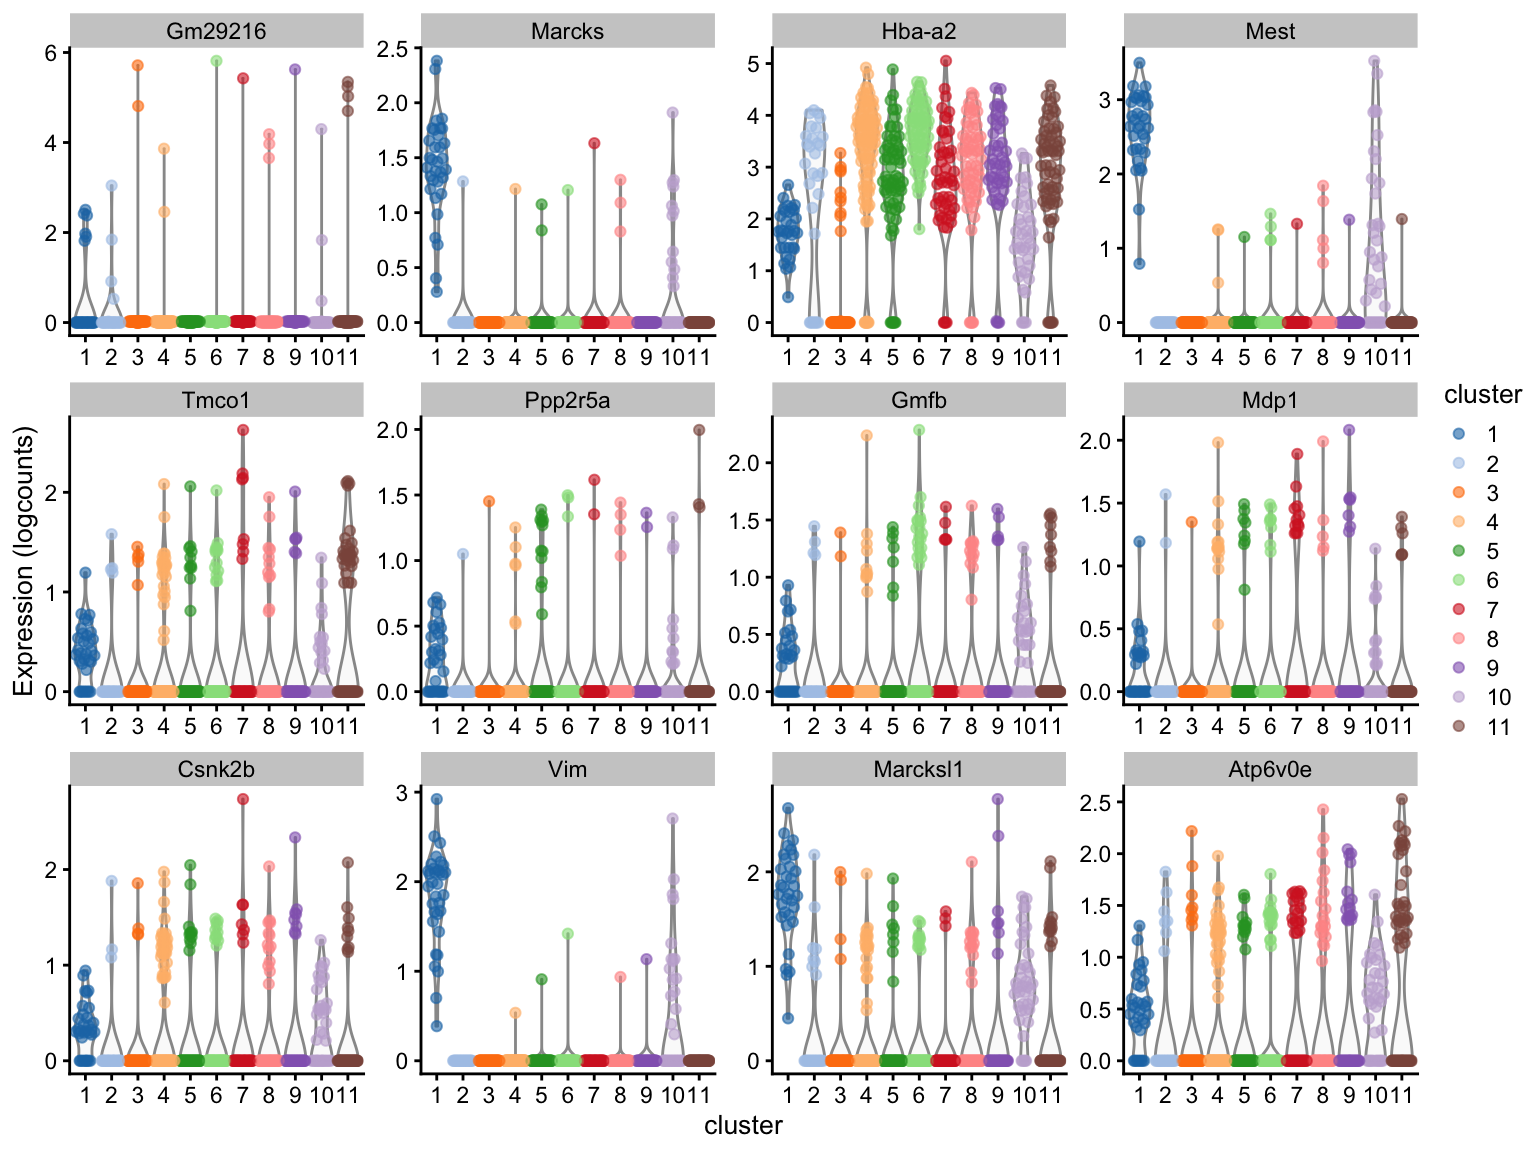 Gm29216 Marcks Hba-a2 Mest
6 4 2 0
2.5 2.0 1.5 1.0 0.5 0.0
5 4 3 2 1 0
3 2 1 0
1 2 3 4 5 6 7 8 9 10 11
1 2 3 4 5 6 7 8 9 10 11
1 2 3 4 5 6 7 8 9 10 11
1 2 3 4 5 6 7 8 9 10 11
Expression (logcounts)
Tmco1 Ppp2r5a Gmfb Mdp1
2 1 0
2.0 1.5 1.0 0.5 0.0
2.0 1.5 1.0 0.5 0.0
2.0 1.5 1.0 0.5 0.0
1 2 3 4 5 6 7 8 9 10 11
1 2 3 4 5 6 7 8 9 10 11
1 2 3 4 5 6 7 8 9 10 11
1 2 3 4 5 6 7 8 9 10 11
Csnk2b Vim Marcksl1 Atp6v0e
2 1 0
3 2 1 0
2 1 0
2.5 2.0 1.5 1.0 0.5 0.0
1 2 3 4 5 6 7 8 9 10 11
1 2 3 4 5 6 7 8 9 10 11
1 2 3 4 5 6 7 8 9 10 11
1 2 3 4 5 6 7 8 9 10 11
cluster
cluster
1
2
3
4
5
6
7
8
9
10
11